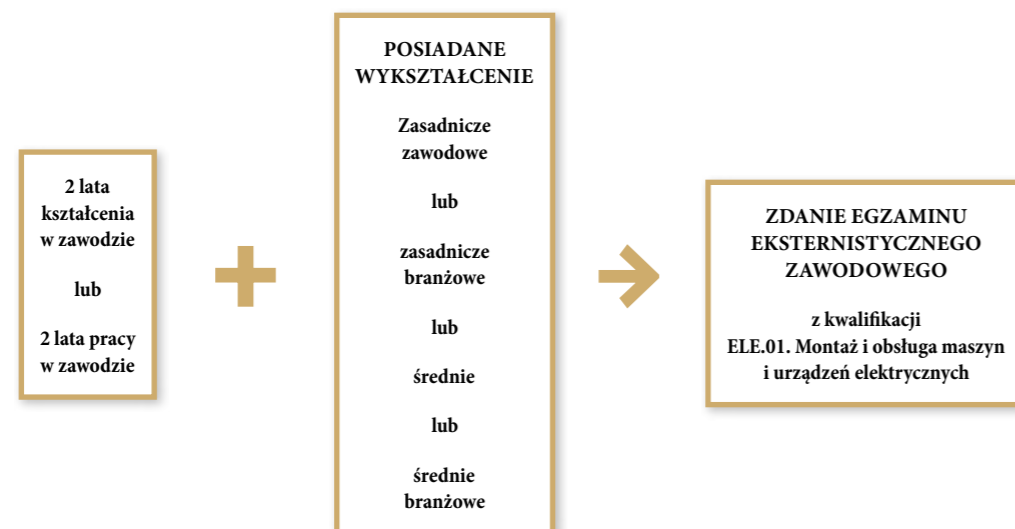 2 lata
kształcenia
w zawodzie
lub
2 lata pracy
w zawodzie
POSIADANE
WYKSZTAŁCENIE
Zasadnicze
zawodowe
lub
zasadnicze
branżowe
lub
średnie
lub
średnie
branżowe
ZDANIE EGZAMINU
EKSTERNISTYCZNEGO
ZAWODOWEGO
z kwalifikacji
ELE.01. Montaż i obsługa maszyn
i urządzeń elektrycznych